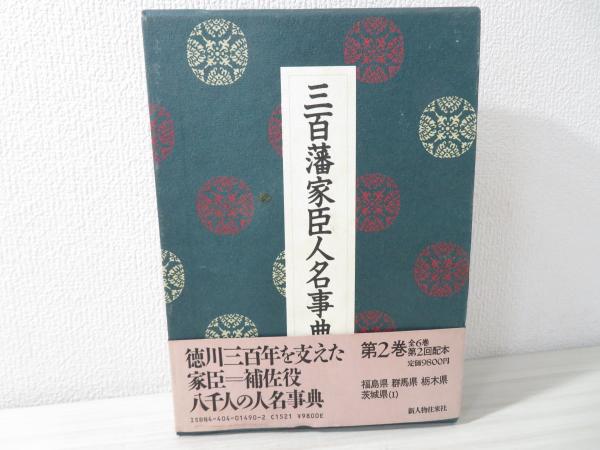 三百藩家臣人名事典
徳川三百年を支えた
家臣＝補佐役
八千人の人名事典
ISBN4-404-01490-2 C1521 ¥9800E
第2巻 全6巻
第2回配本
定価9800円
福島県 群馬県 栃木県
茨城県(I)
新人物往来社